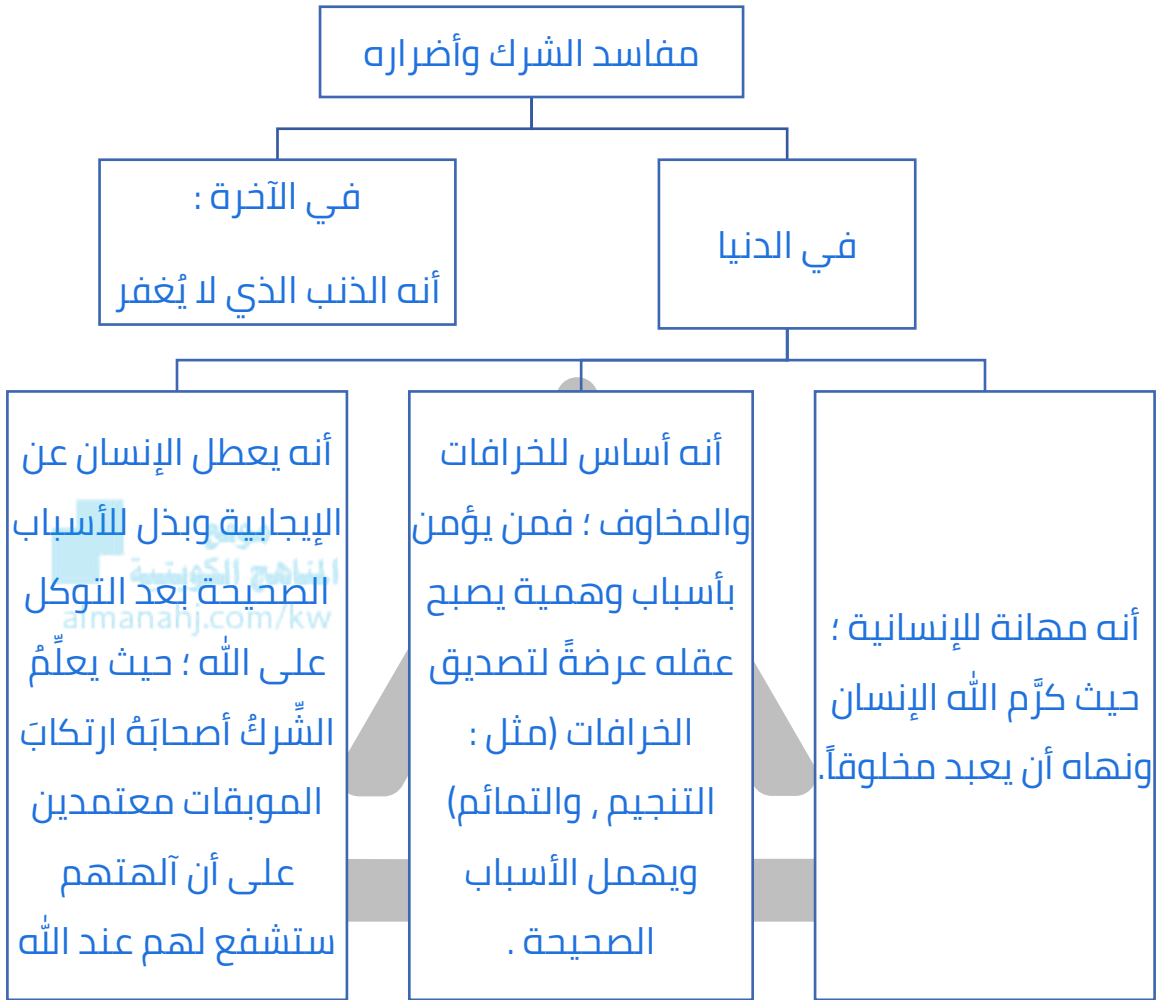 مفاسد الشرك وأضراره
في الدنيا
في الآخرة :
أنه الذنب الذي لا يُغفر
أنه مهانة للإنسانية ؛
حيث كرَّم الله الإنسان
ونهاه أن يعبد مخلوقاً.
أنه أساس للخرافات
والمخاوف ؛ فمن يؤمن
بأسباب وهمية يصبح
عقله عرضةً لتصديق
الخرافات (مثل :
التنجيم , والتمائم)
ويهمل الأسباب
الصحيحة .
أنه يعطل الإنسان عن
الإيجابية وبذل للأسباب
الصحيحة بعد التوكل
على الله ؛ حيث يعلِّمُ
الشِّركُ أصحابَهُ ارتكابَ
الموبقات معتمدين
على أن آلهتهم
ستشفع لهم عند الله
موقع
المناهج الكويتية
almanahj.com/kw